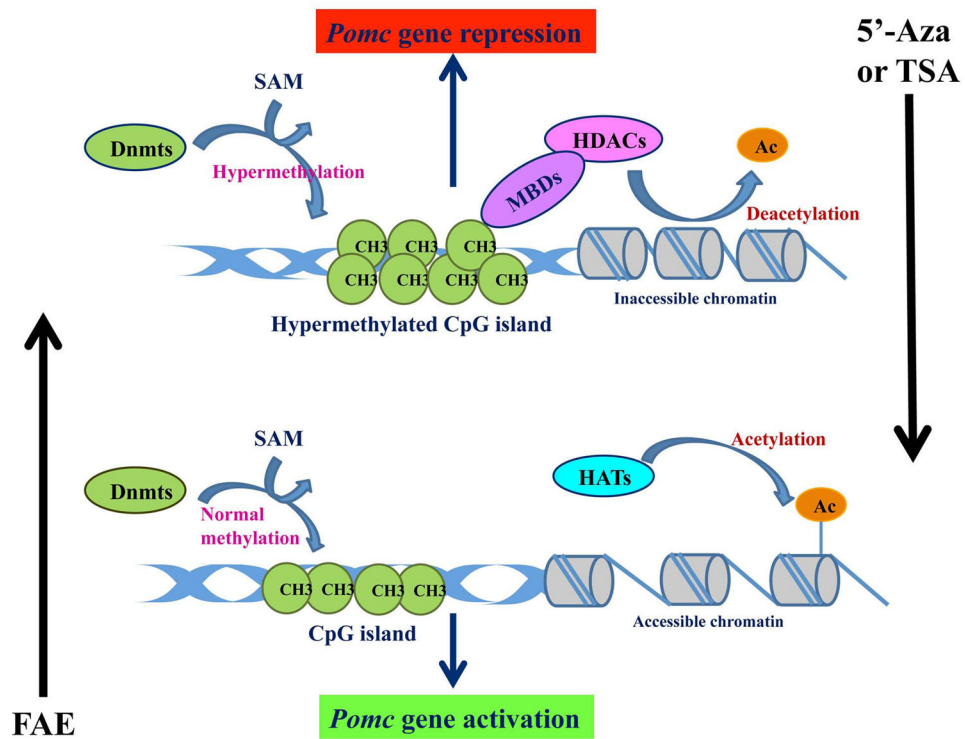 Pomc gene repression
5’-Aza
or TSA
SAM
Dnmts
Hypermethylation
HDACs
MBDs
Ac
Deacetylation
CH3 CH3 CH3
CH3 CH3 CH3 CH3
Inaccessible chromatin
Hypermethylated CpG island
SAM
Acetylation
Dnmts
HATs
Normal
methylation
Ac
CH3 CH3 CH3 CH3
CpG island
Accessible chromatin
Pomc gene activation
FAE